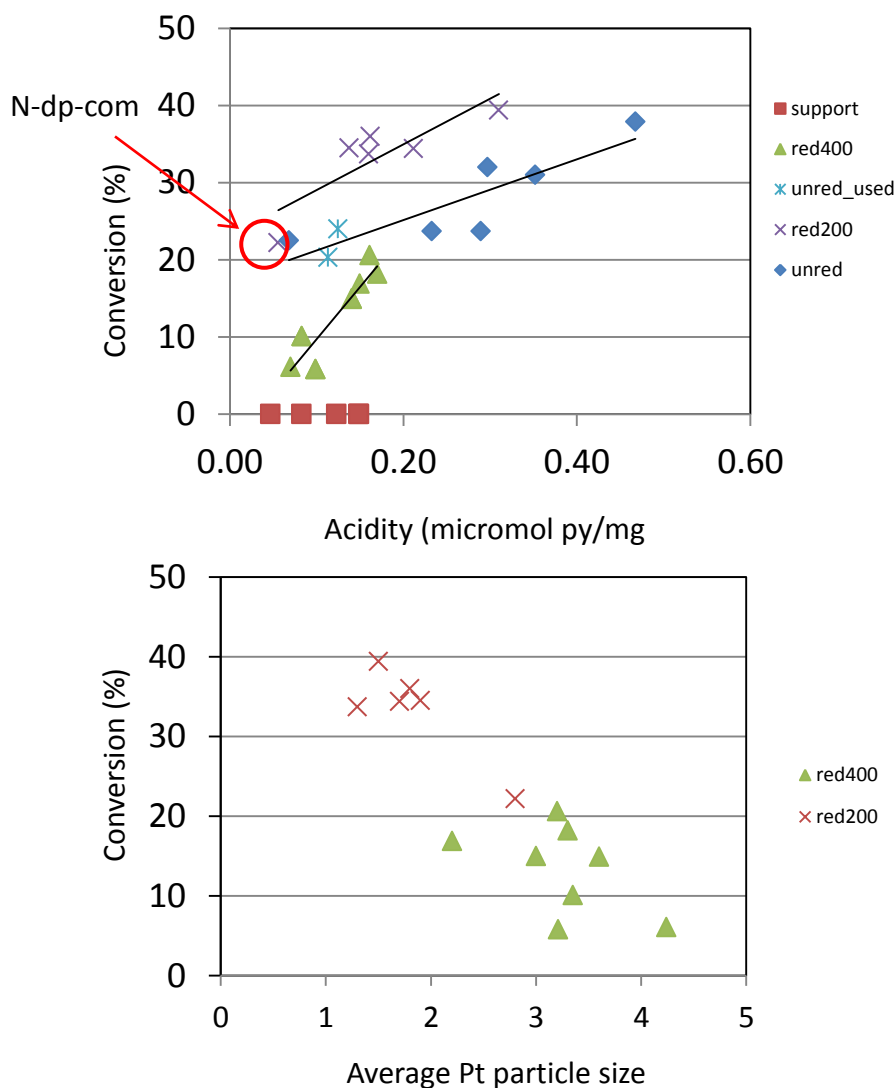 50
40
30
20
10
0
Conversion (%)
N-dp-com
0.00 0.20 0.40 0.60
Acidity (micromol py/mg
support
red400
unred_used
red200
unred
50
40
30
20
10
0
Conversion (%)
0 1 2 3 4 5
Average Pt particle size
red400
red200